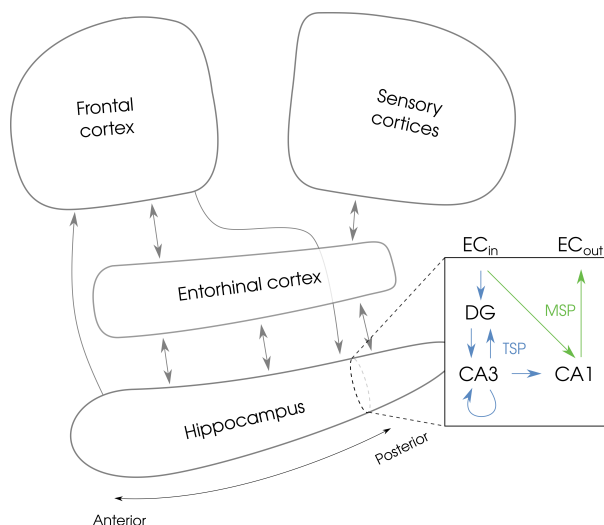 Frontal
cortex
Sensory
cortices
Entorhinal cortex
Hippocampus
Anterior
Posterior
ECin
ECout
DG
MSP
TSP
CA3
CA1